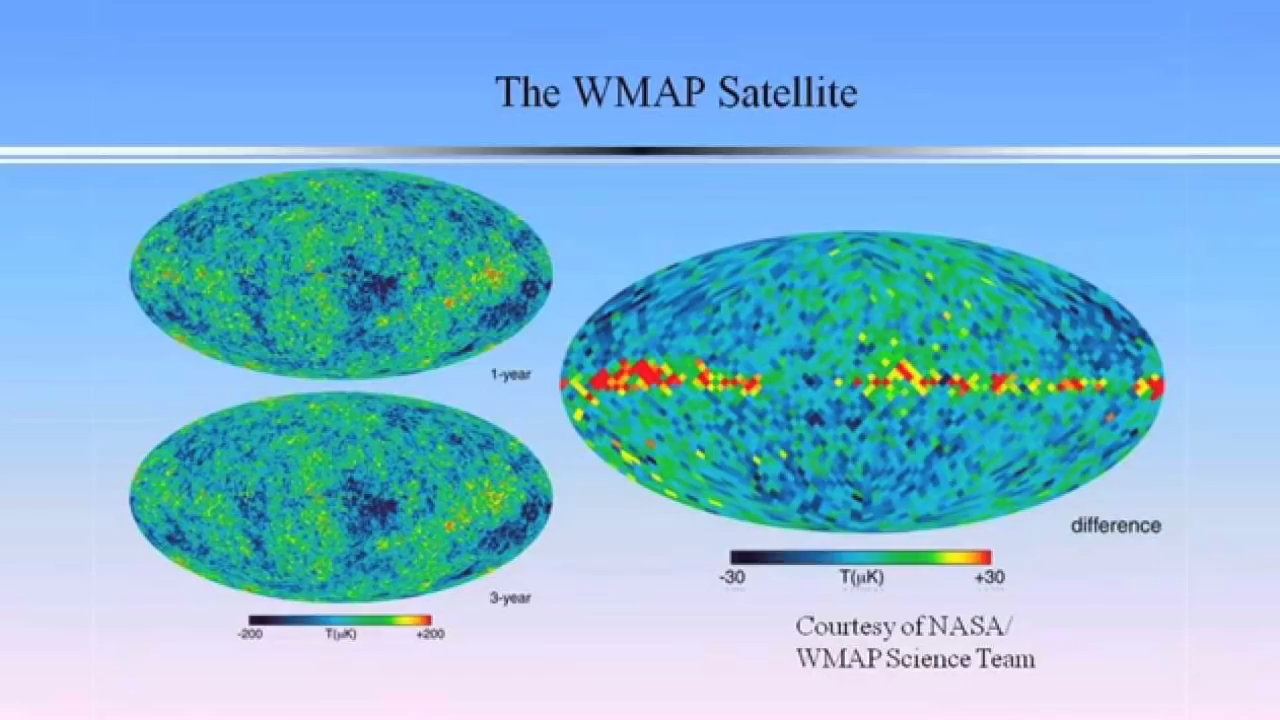 The WMAP Satellite
1-year
3-year
-200 T(μK) +200
difference
-30 T(μK) +30
Courtesy of NASA/
WMAP Science Team